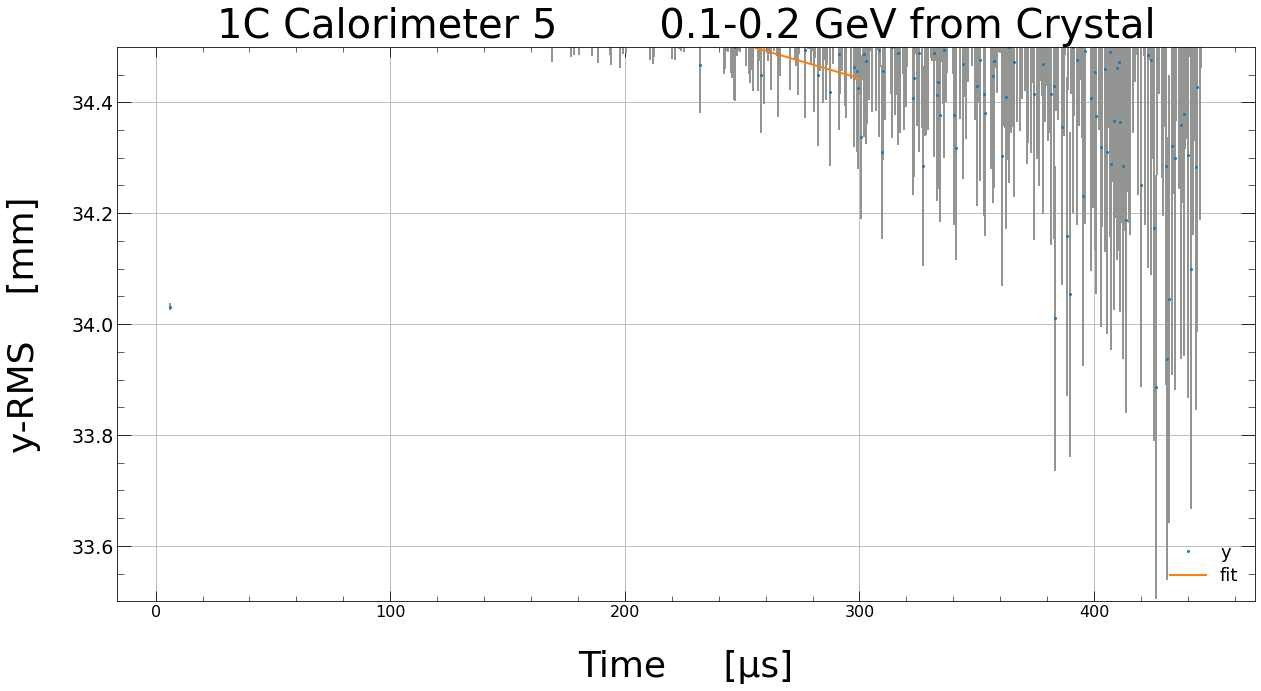 1C Calorimeter 5 0.1-0.2 GeV from Crystal
y-RMS [mm]
34.4
34.2
34.0
33.8
33.6
y
fit
0 100 200 300 400
Time [µs]